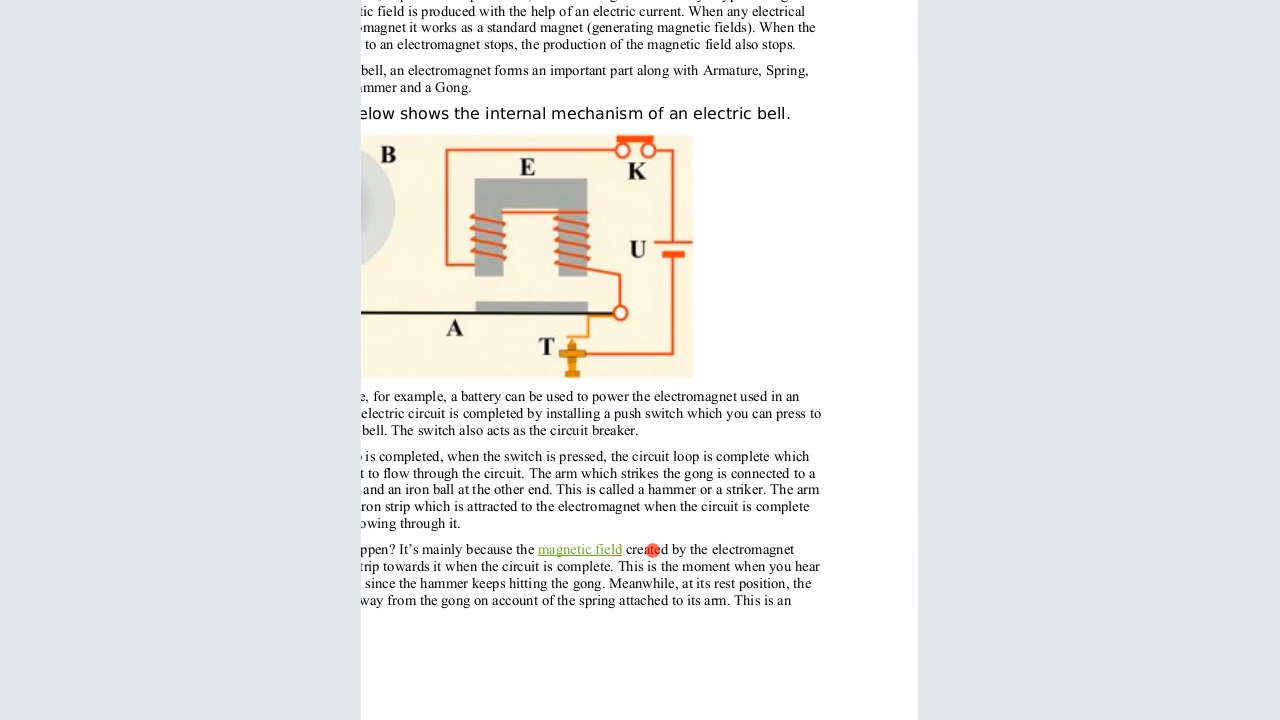 tic field is produced with the help of an electric current. When any electrical
magnet it works as a standard magnet (generating magnetic fields). When the
to an electromagnet stops, the production of the magnetic field also stops.
bell, an electromagnet forms an important part along with Armature, Spring,
mmer and a Gong.
elow shows the internal mechanism of an electric bell.
B
E
K
U
A
T
e, for example, a battery can be used to power the electromagnet used in an
electric circuit is completed by installing a push switch which you can press to
bell. The switch also acts as the circuit breaker.
is completed, when the switch is pressed, the circuit loop is complete which
t to flow through the circuit. The arm which strikes the gong is connected to a
and an iron ball at the other end. This is called a hammer or a striker. The arm
ron strip which is attracted to the electromagnet when the circuit is complete
owing through it.
ppen? It’s mainly because the magnetic field created by the electromagnet
trip towards it when the circuit is complete. This is the moment when you hear
since the hammer keeps hitting the gong. Meanwhile, at its rest position, the
way from the gong on account of the spring attached to its arm. This is an